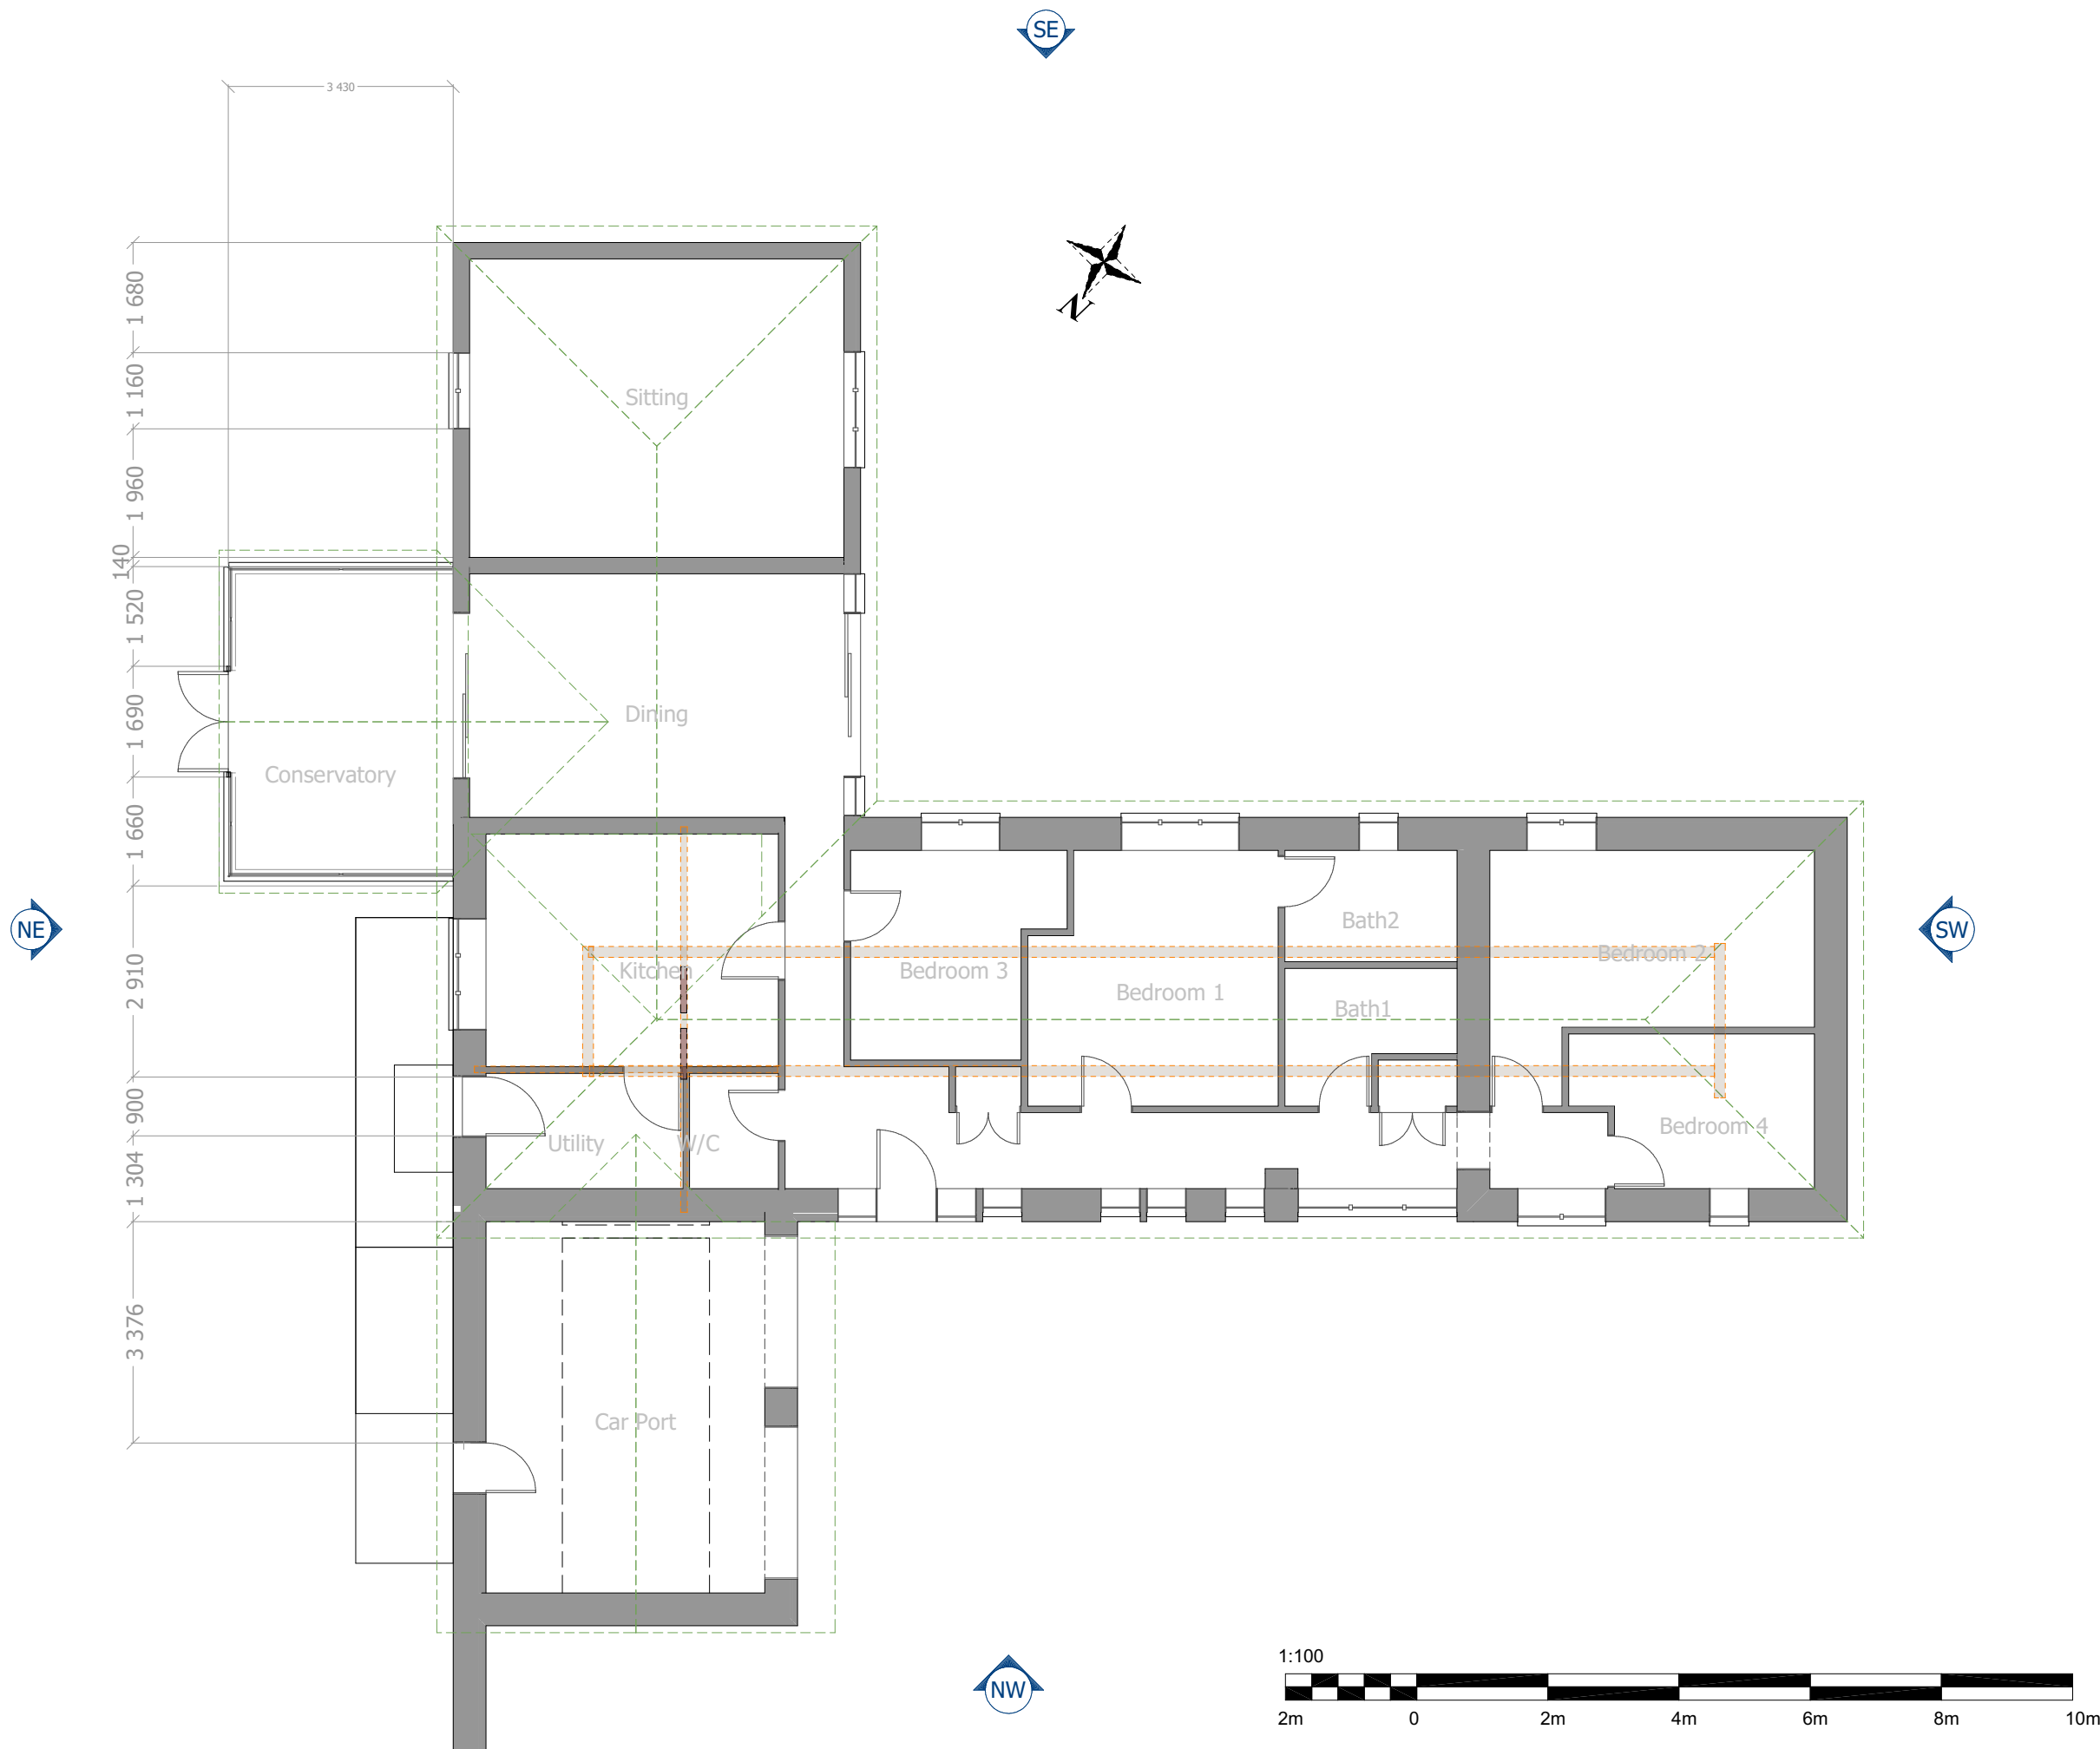 SE
3 430
1 680
1 160
1 960
140
1 520
1 690
1 660
2 910
900
1 304
3 376
N
Sitting
Dining
Conservatory
NE
SW
Kitchen
Bedroom 3
Bedroom 1
Bath2
Bath1
Bedroom 2
Bedroom 4
Utility
W/C
Car Port
NW
1:100
2m 0 2m 4m 6m 8m 10m